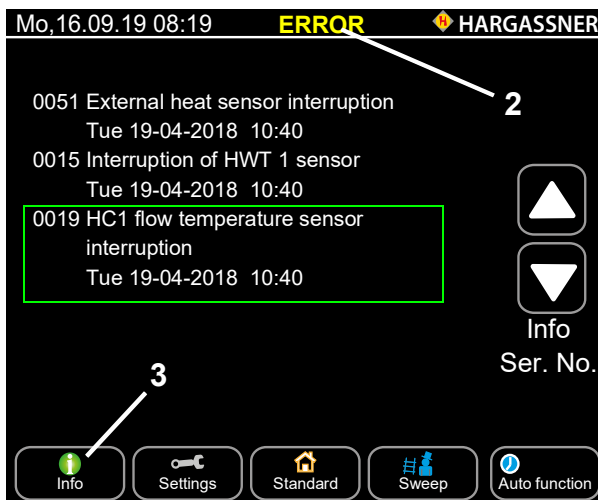 Mo,16.09.19 08:19 ERROR H HARGASSNER
2
0051 External heat sensor interruption
Tue 19-04-2018 10:40
0015 Interruption of HWT 1 sensor
Tue 19-04-2018 10:40
0019 HC1 flow temperature sensor
interruption
Tue 19-04-2018 10:40
Info
Ser. No.
3
Info Settings Standard Sweep Auto function